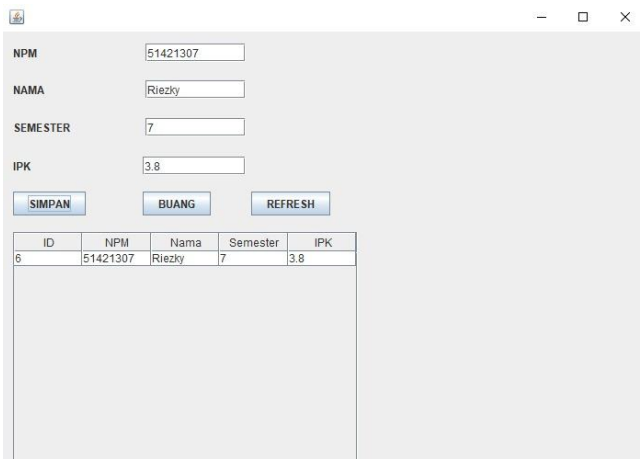 NPM 51421307
NAMA Riezky
SEMESTER 7
IPK 3.8
SIMPAN BUANG REFRESH
ID NPM Nama Semester IPK
6 51421307 Riezky 7 3.8